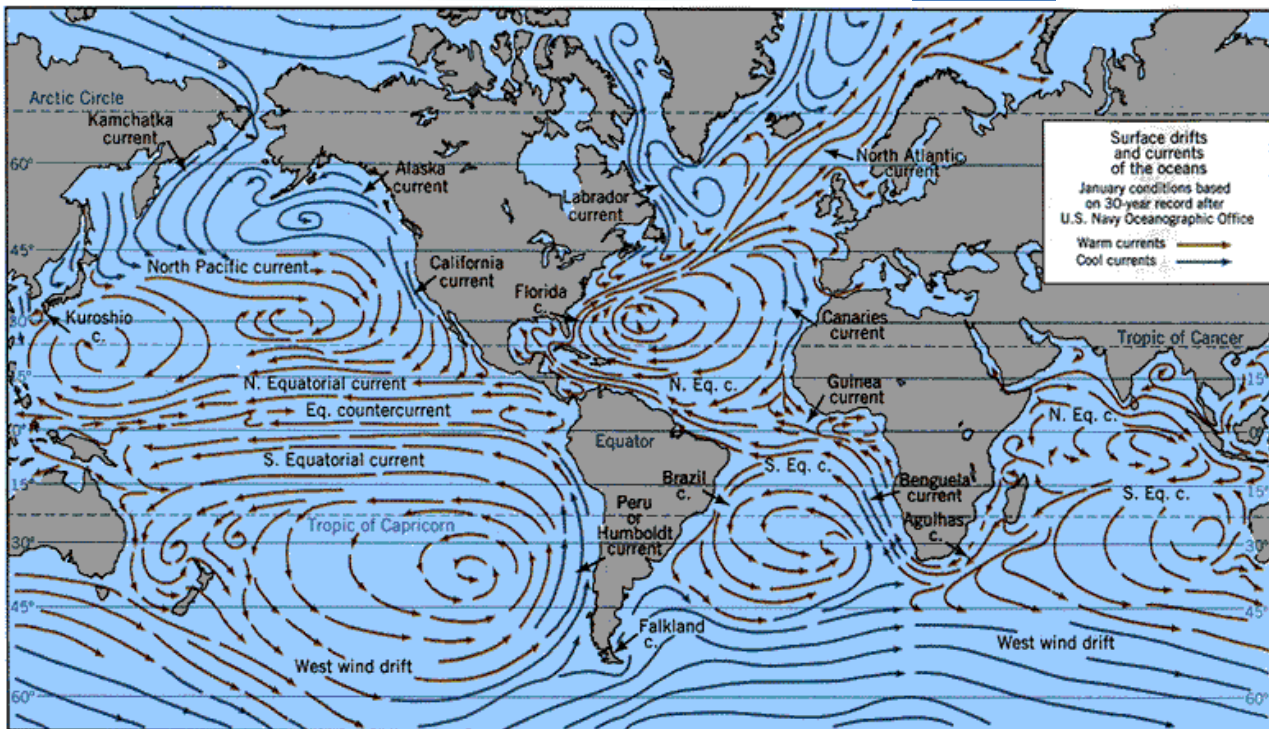 Arctic Circle
Kamchatka
current
60°
Alaska
current
Labrador
current
North Atlantic
current
Surface drifts
and currents
of the oceans
January conditions based
on 30-year record after
U.S. Navy Oceanographic Office
Warm currents
Cool currents
45°
North Pacific current
California
current
Florida
c.
Canaries
current
Kuroshio
c.
30°
Tropic of Cancer
15°
15°
N. Equatorial current
N. Eq. c.
Guinea
current
N. Eq. c.
Eq. countercurrent
0°
0°
Equator
S. Equatorial current
S. Eq. c.
Brazil
c.
Benguela
current
S. Eq. c.
15°
15°
Tropic of Capricorn
Peru
or
Humboldt
current
Agulhas
c.
30°
30°
45°
45°
Falkland
c.
West wind drift
West wind drift
60°
60°